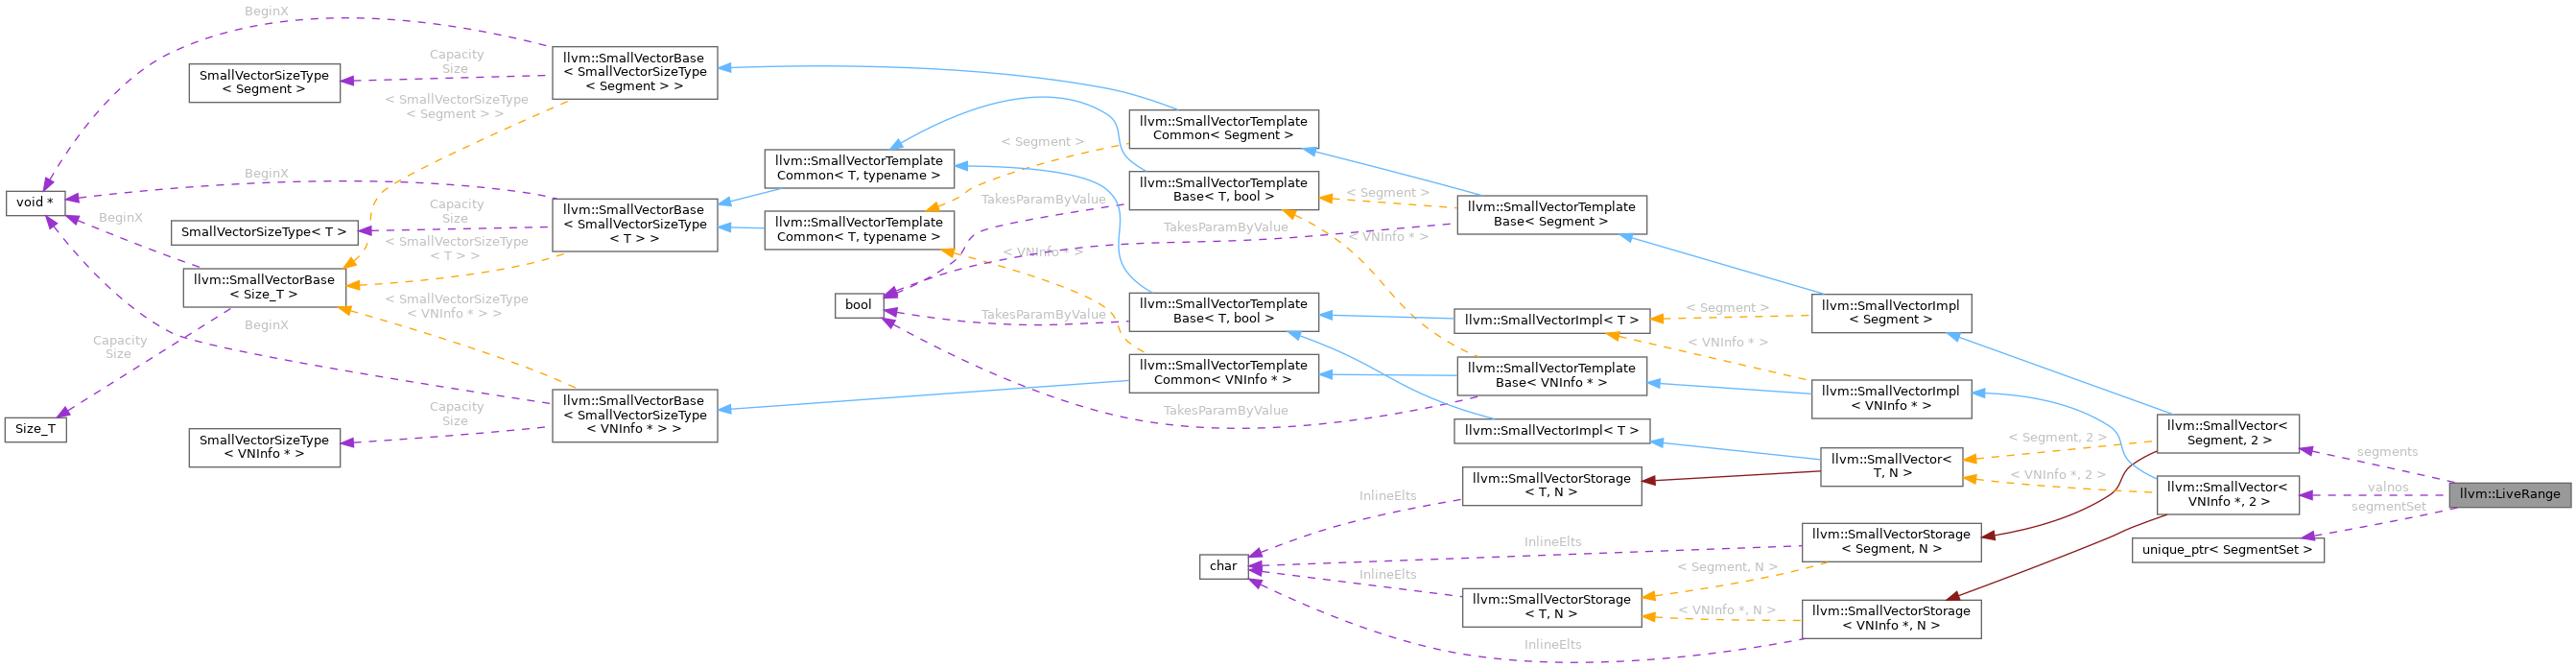 BeginX
SmallVectorSizeType
< Segment >
Capacity
Size
llvm::SmallVectorBase
< SmallVectorSizeType
< Segment > >
< SmallVectorSizeType
< Segment > >
void *
BeginX
BeginX
SmallVectorSizeType< T >
Capacity
Size
llvm::SmallVectorBase
< SmallVectorSizeType
< T > >
< SmallVectorSizeType
< T > >
llvm::SmallVectorBase
< Size_T >
< SmallVectorSizeType
< VNInfo * > >
BeginX
Capacity
Size
Size_T
SmallVectorSizeType
< VNInfo * >
Capacity
Size
llvm::SmallVectorBase
< SmallVectorSizeType
< VNInfo * > >
llvm::SmallVectorTemplate
Common< T, typename >
llvm::SmallVectorTemplate
Common< T, typename >
bool
< Segment >
TakesParamByValue
< VNInfo * >
TakesParamByValue
llvm::SmallVectorTemplate
Common< Segment >
llvm::SmallVectorTemplate
Base< T, bool >
llvm::SmallVectorTemplate
Base< T, bool >
llvm::SmallVectorTemplate
Common< VNInfo * >
TakesParamByValue
< Segment >
TakesParamByValue
< VNInfo * >
llvm::SmallVectorTemplate
Base< Segment >
llvm::SmallVectorImpl< T >
llvm::SmallVectorTemplate
Base< VNInfo * >
llvm::SmallVectorImpl< T >
< Segment >
< VNInfo * >
llvm::SmallVectorImpl
< Segment >
llvm::SmallVectorImpl
< VNInfo * >
llvm::SmallVector<
T, N >
llvm::SmallVectorStorage
< T, N >
InlineElts
char
InlineElts
InlineElts
InlineElts
llvm::SmallVectorStorage
< T, N >
< Segment, N >
< VNInfo *, N >
llvm::SmallVectorStorage
< Segment, N >
llvm::SmallVectorStorage
< VNInfo *, N >
< Segment, 2 >
< VNInfo *, 2 >
llvm::SmallVector<
Segment, 2 >
llvm::SmallVector<
VNInfo *, 2 >
unique_ptr< SegmentSet >
segments
valnos
segmentSet
llvm::LiveRange